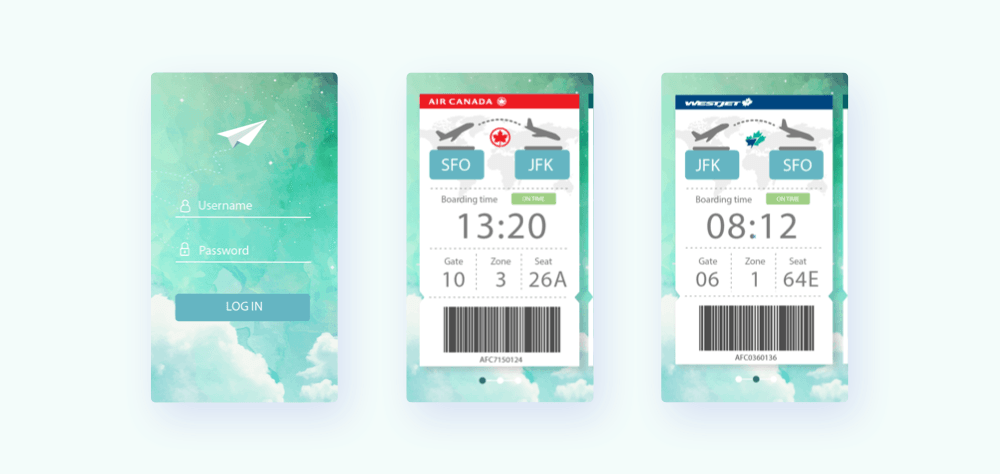 Username
Password
LOG IN
AIR CANADA
SFO JFK
Boarding time ON TIME
13:20
Gate Zone Seat
10 3 26A
AFC7150124
WESTJET
JFK SFO
Boarding time ON TIME
08:12
Gate Zone Seat
06 1 64E
AFC0360136